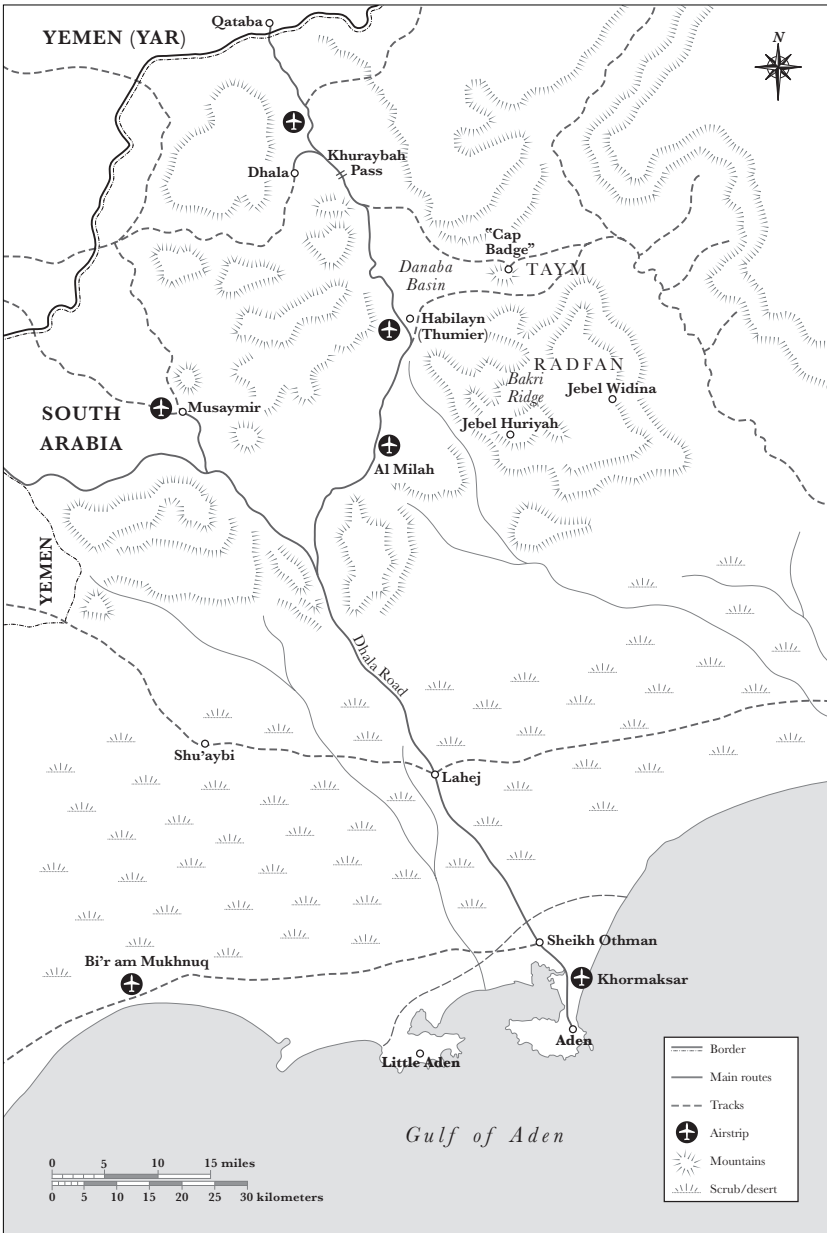 Qataba
YEMEN (YAR)
N
Khuraybah
Pass
Dhala
"Cap
Badge"
TAYM
Danaba
Basin
Habilayn
(Thumier)
RADFAN
Bakri
Ridge
Jebel Widina
Musaymir
SOUTH
ARABIA
Jebel Huriyah
Al Milah
YEMEN
Dhala Road
Shu'aybi
Lahej
Sheikh Othman
Bi'r am Mukhnuq
Khormaksar
Aden
Little Aden
Gulf of Aden
Border
Main routes
Tracks
Airstrip
Mountains
Scrub/desert
0 5 10 15 miles
0 5 10 15 20 25 30 kilometers